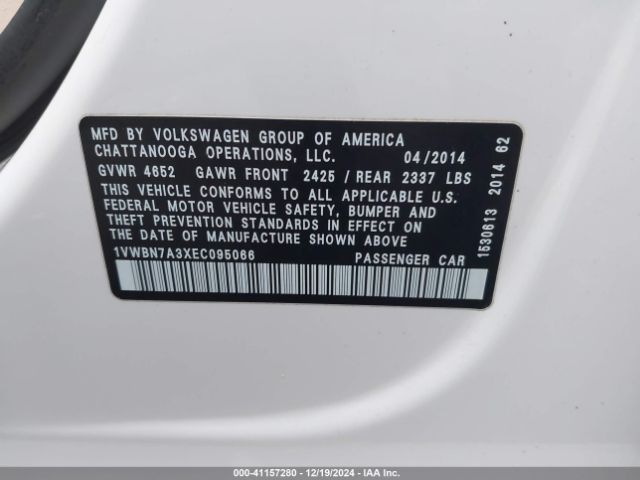 MFD BY VOLKSWAGEN GROUP OF AMERICA
CHATTANOOGA OPERATIONS, LLC. 04/2014
GVWR 4652 GAWR FRONT 2425 / REAR 2337 LBS
THIS VEHICLE CONFORMS TO ALL APPLICABLE U.S.
FEDERAL MOTOR VEHICLE SAFETY, BUMPER AND
THEFT PREVENTION STANDARDS IN EFFECT ON
THE DATE OF MANUFACTURE SHOWN ABOVE
1VWBN7A3XEC095066 PASSENGER CAR
1530613 2014 62
000-41157280 - 12/19/2024 - IAAI.COM